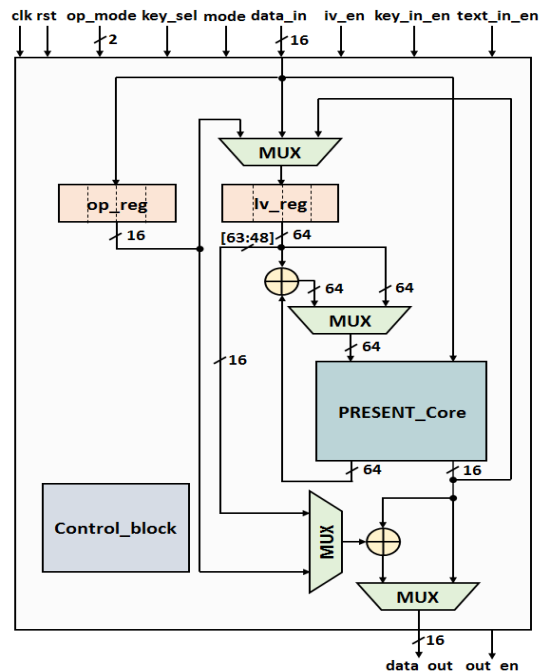 clk rst op_mode key_sel mode data_in iv_en key_in_en text_in_en
2
16
MUX
op_reg
Iv_reg
16
[63:48]
64
64
64
MUX
64
16
PRESENT_Core
64
16
Control_block
MUX
MUX
16
data_out out_en